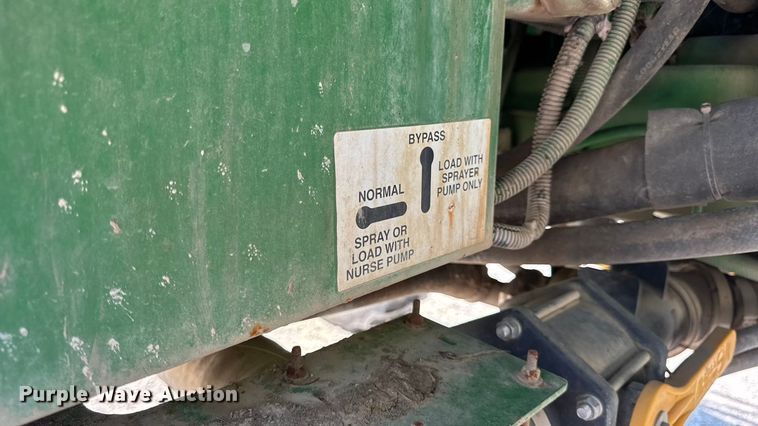 BYPASS
LOAD WITH
SPRAYER
PUMP ONLY
NORMAL
SPRAY OR
LOAD WITH
NURSE PUMP
Purple Wave Auction